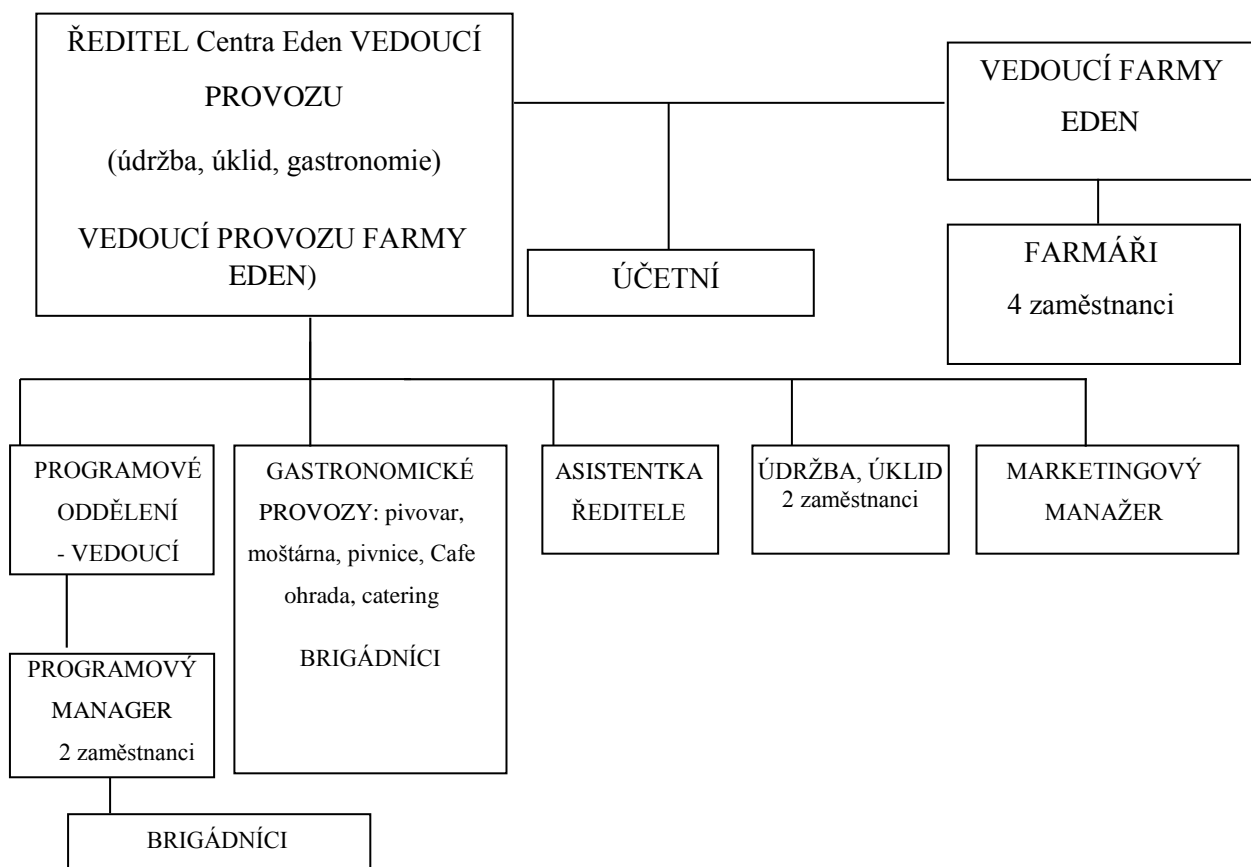 ŘEDITEL Centra Eden VEDOUCÍ
PROVOZU
(údržba, úklid, gastronomie)
VEDOUCÍ PROVOZU FARMY
EDEN)
VEDOUCÍ FARMY
EDEN
ÚČETNÍ
FARMÁŘI
4 zaměstnanci
PROGRAMOVÉ
ODDĚLENÍ
- VEDOUCÍ
GASTRONOMICKÉ
PROVOZY: pivovar,
moštárna, pivnice, Cafe
ohrada, catering
BRIGÁDNÍCI
ASISTENTKA
ŘEDITELE
ÚDRŽBA, ÚKLID
2 zaměstnanci
MARKETINGOVÝ
MANAŽER
PROGRAMOVÝ
MANAGER
2 zaměstnanci
BRIGÁDNÍCI